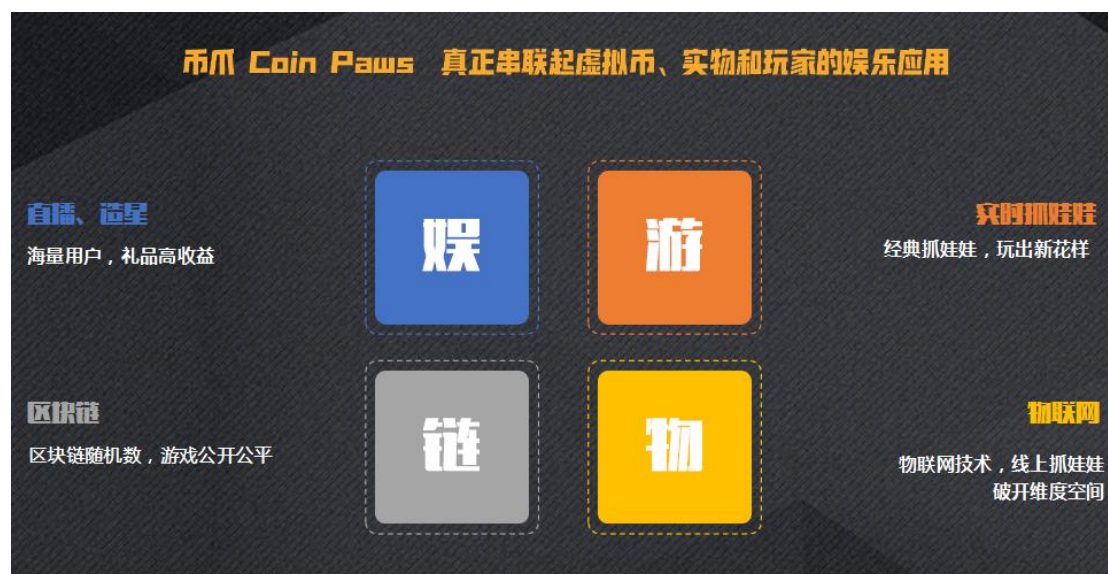 币爪 Coin Paws 真正串联起虚拟币、实物和玩家的娱乐应用
直播、造星
海量用户，礼品高收益
娱
游
实时抓娃娃
经典抓娃娃，玩出新花样
区块链
区块链随机数，游戏公开公平
链
物
物联网
物联网技术，线上抓娃娃
破开维度空间